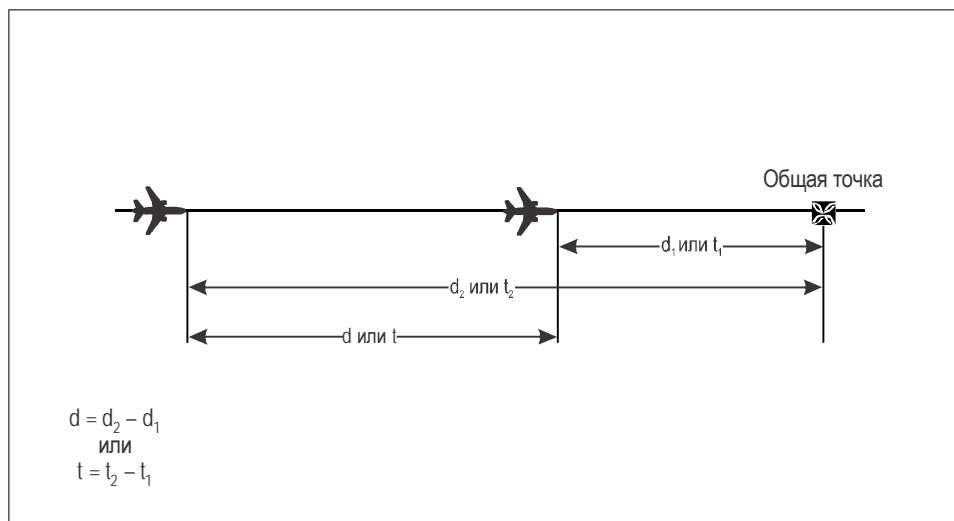 Общая точка
d₁ или t₁
d₂ или t₂
d или t
d = d₂ – d₁
или
t = t₂ – t₁